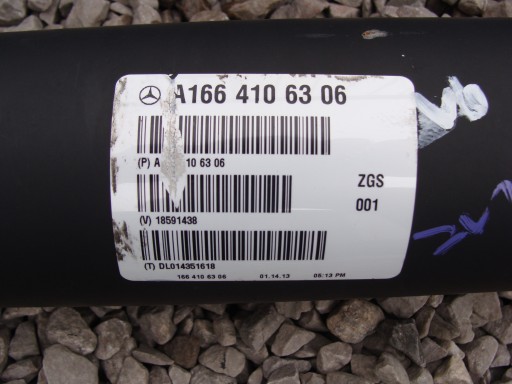 A166 410 63 06
(P) A 10 63 06
ZGS
001
(V) 18591438
(T) DL014351618
166 410 63 06 01.14.13 05:13 PM